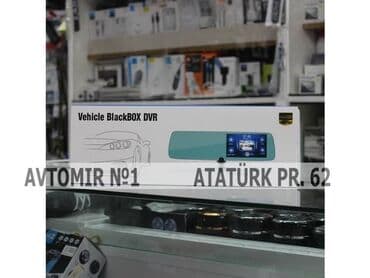 Vehicle BlackBOX DVR
AVTOMIR №1 ATATÜRK PR. 62